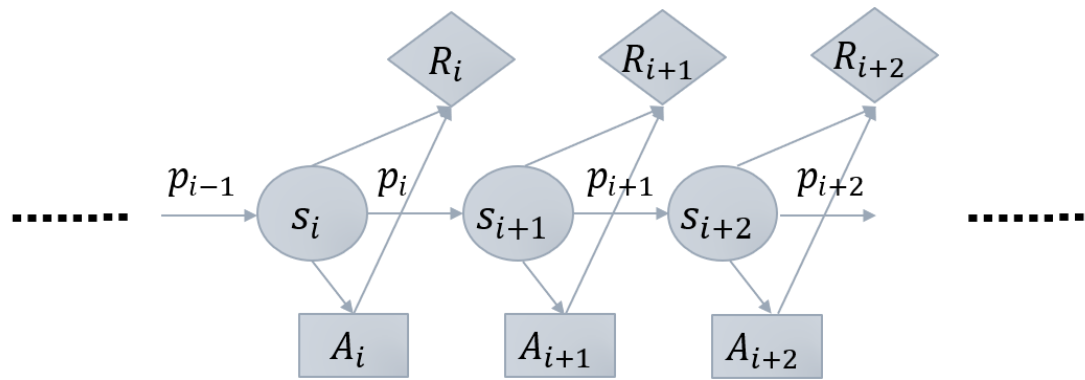 R_i R_{i+1} R_{i+2}
p_{i-1} p_i p_{i+1} p_{i+2}
s_i s_{i+1} s_{i+2}
A_i A_{i+1} A_{i+2}